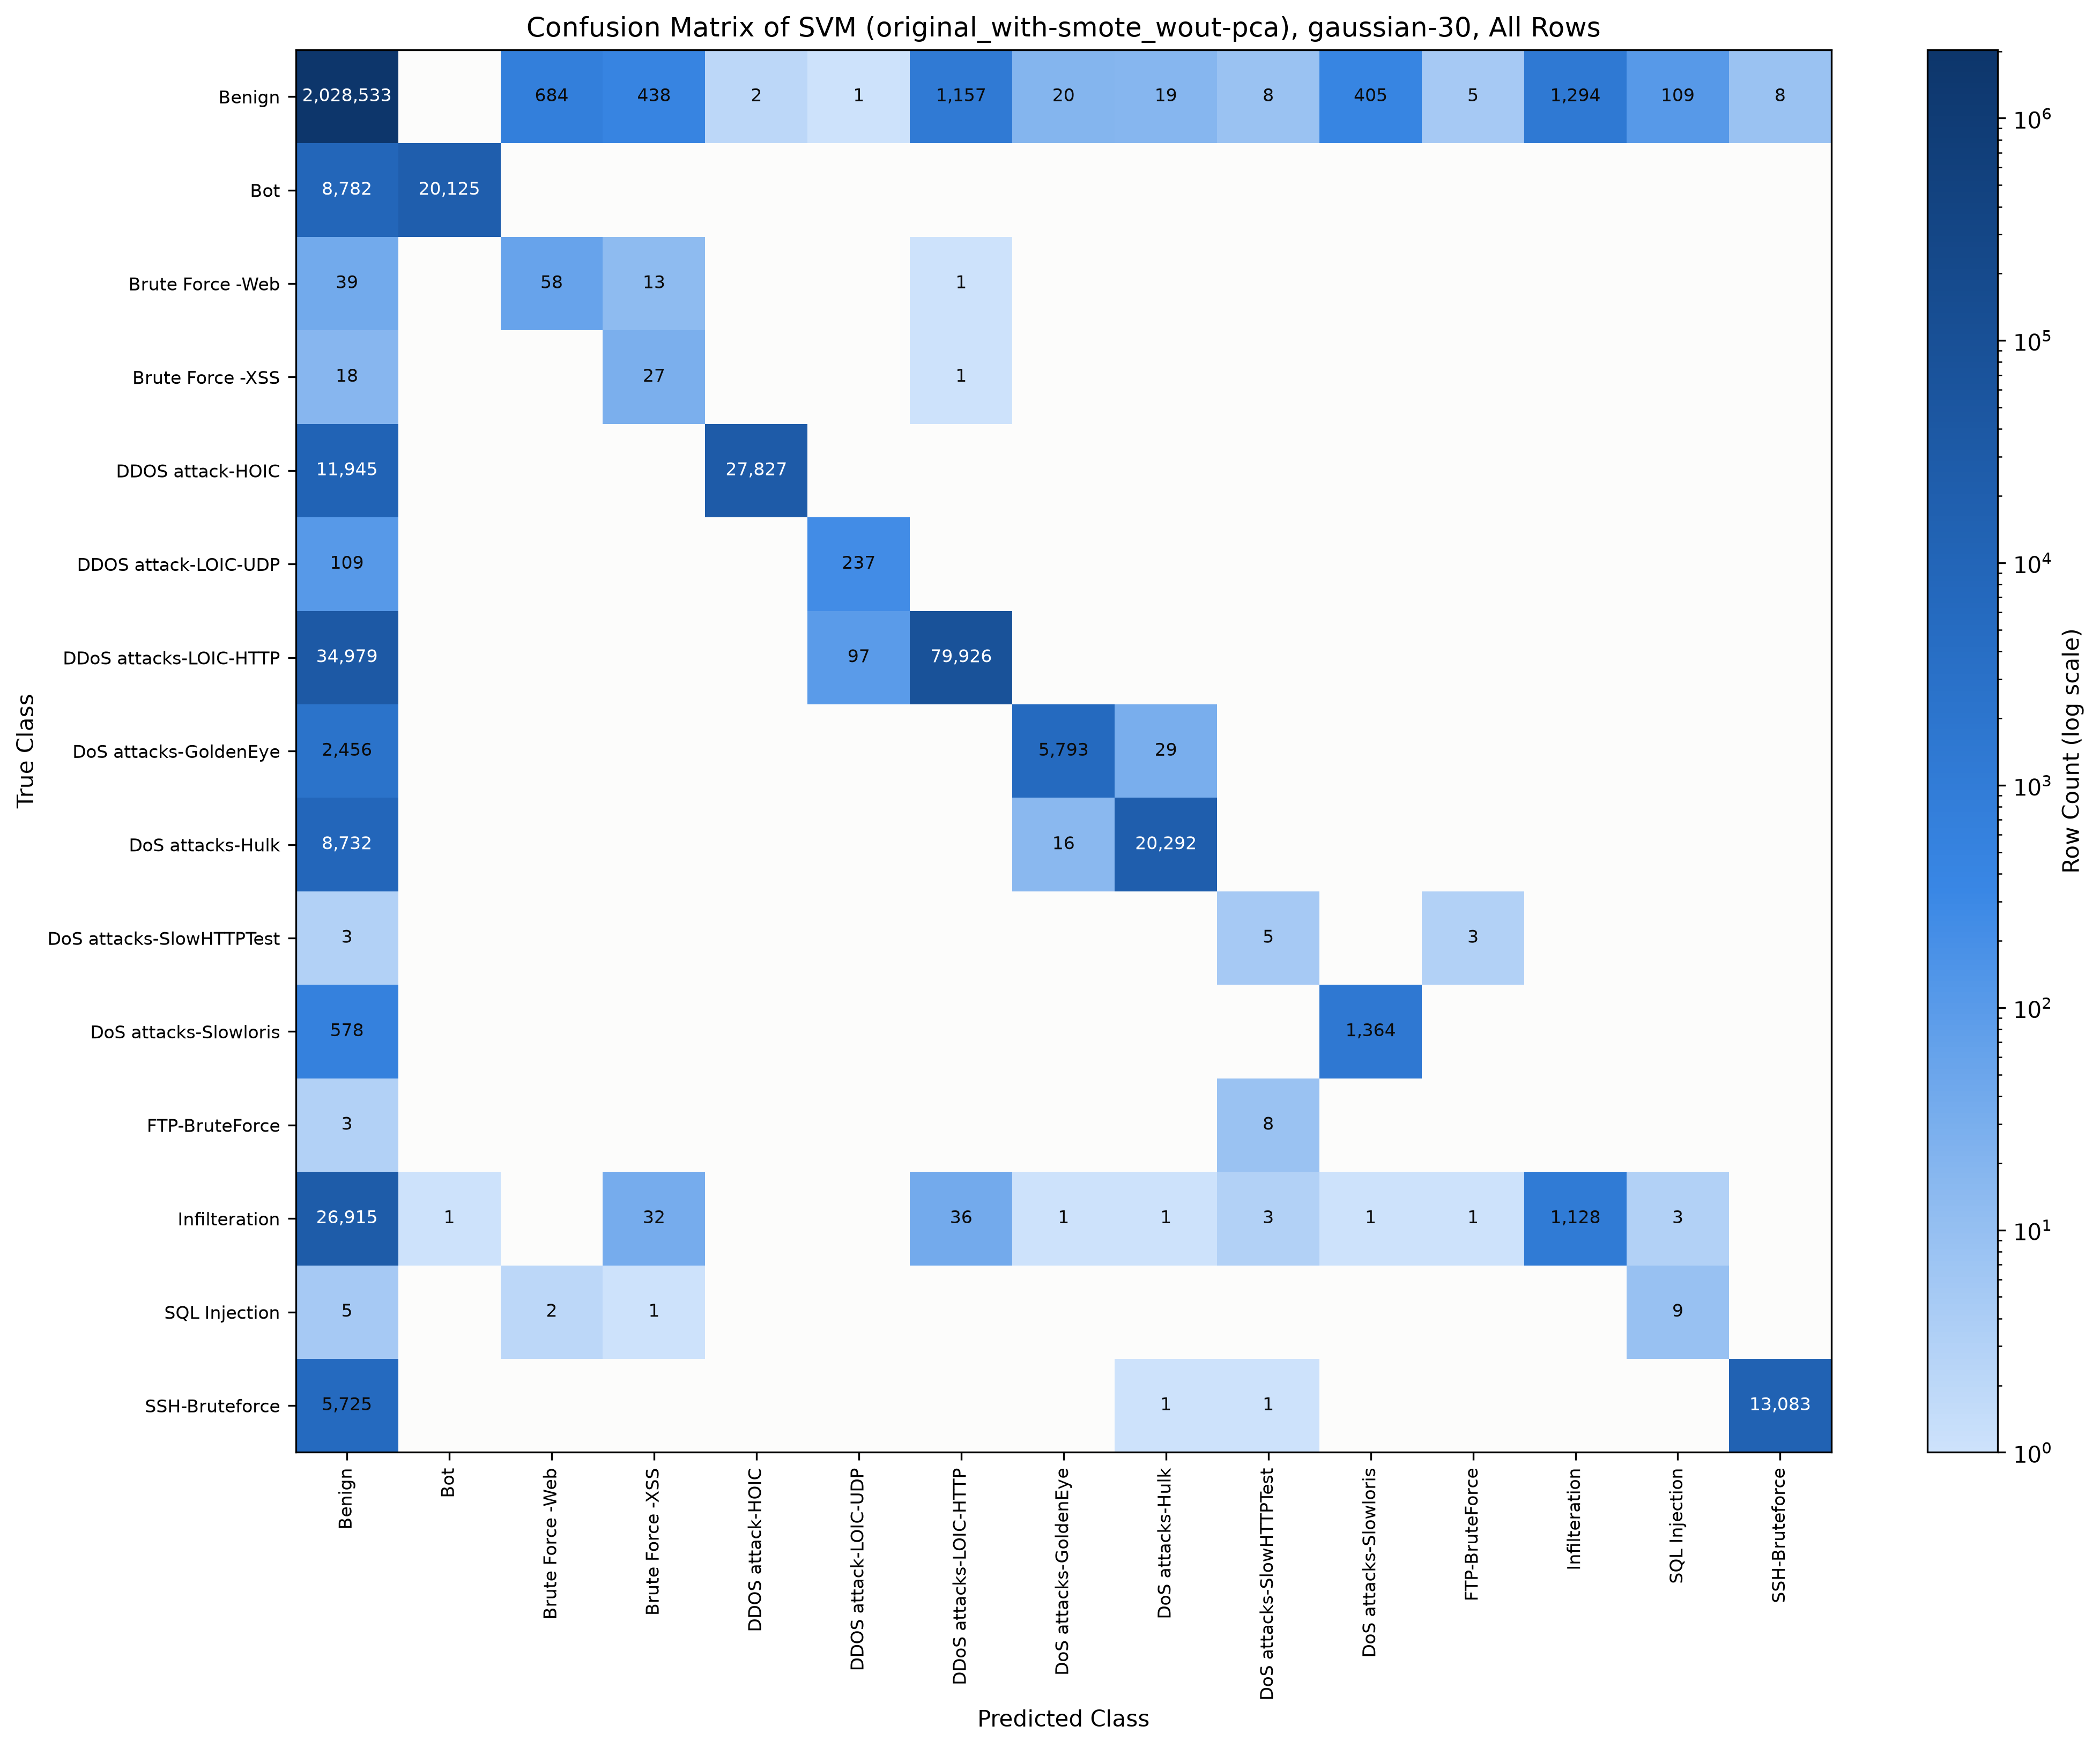 Confusion Matrix of SVM (original_with-smote_wout-pca), gaussian-30, All Rows
True Class
Benign 2,028,533 684 438 2 1 1,157 20 19 8 405 5 1,294 109 8
Bot 8,782 20,125
Brute Force -Web 39 58 13 1
Brute Force -XSS 18 27 1
DDOS attack-HOIC 11,945 27,827
DDOS attack-LOIC-UDP 109 237
DDoS attacks-LOIC-HTTP 34,979 97 79,926
DoS attacks-GoldenEye 2,456 5,793 29
DoS attacks-Hulk 8,732 16 20,292
DoS attacks-SlowHTTPTest 3 5 3
DoS attacks-Slowloris 578 1,364
FTP-BruteForce 3 8
Infilteration 26,915 1 32 36 1 1 3 1 1 1,128 3
SQL Injection 5 2 1 9
SSH-Bruteforce 5,725 1 1 13,083
Benign
Bot
Brute Force -Web
Brute Force -XSS
DDOS attack-HOIC
DDOS attack-LOIC-UDP
DDoS attacks-LOIC-HTTP
DoS attacks-GoldenEye
DoS attacks-Hulk
DoS attacks-SlowHTTPTest
DoS attacks-Slowloris
FTP-BruteForce
Infilteration
SQL Injection
SSH-Bruteforce
Predicted Class
10⁶
10⁵
10⁴
10³
10²
10¹
10⁰
Row Count (log scale)